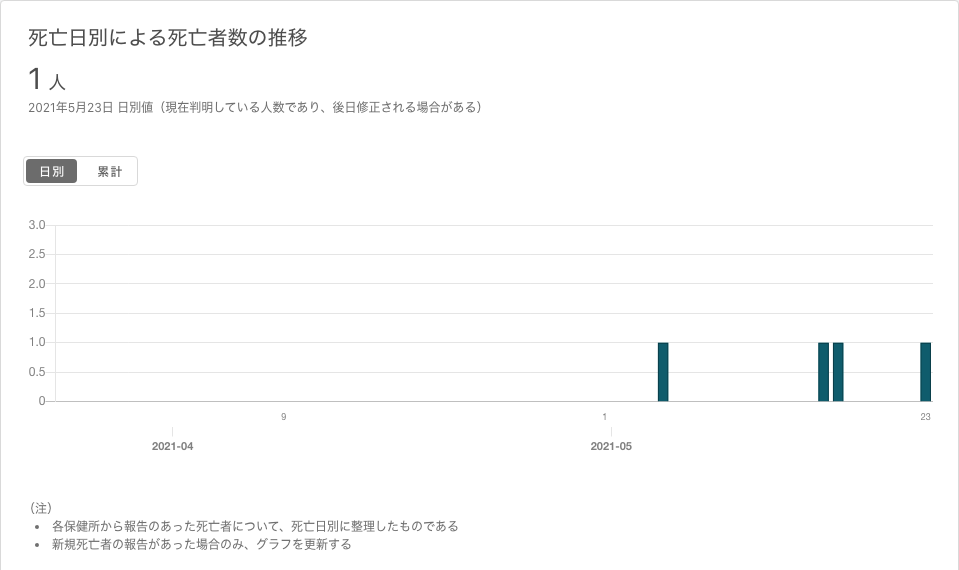 死亡日別による死亡者数の推移
1 人
2021年5月23日 日別値（現在判明している人数であり、後日修正される場合がある）
日別 累計
3.0
2.5
2.0
1.5
1.0
0.5
0
9 1 23
2021-04 2021-05
（注）
• 各保健所から報告のあった死亡者について、死亡日別に整理したものである
• 新規死亡者の報告があった場合のみ、グラフを更新する